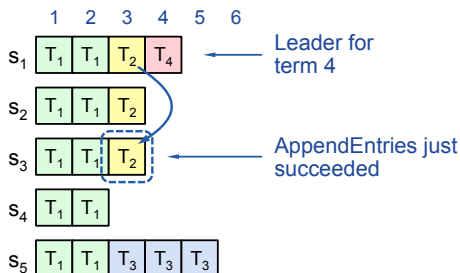 1 2 3 4 5 6
s₁ T₁ T₁ T₂ T₄ Leader for
term 4
s₂ T₁ T₁ T₂
s₃ T₁ T₁ T₂ AppendEntries just
succeeded
s₄ T₁ T₁
s₅ T₁ T₁ T₃ T₃ T₃